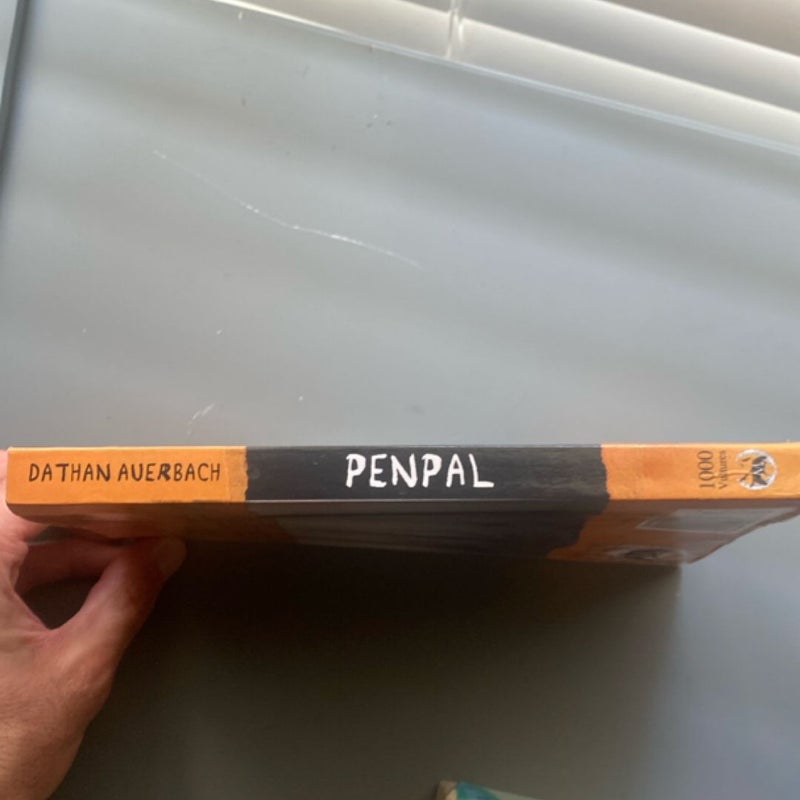 DATHAN AUERBACH
PENPAL
1000
Vultures